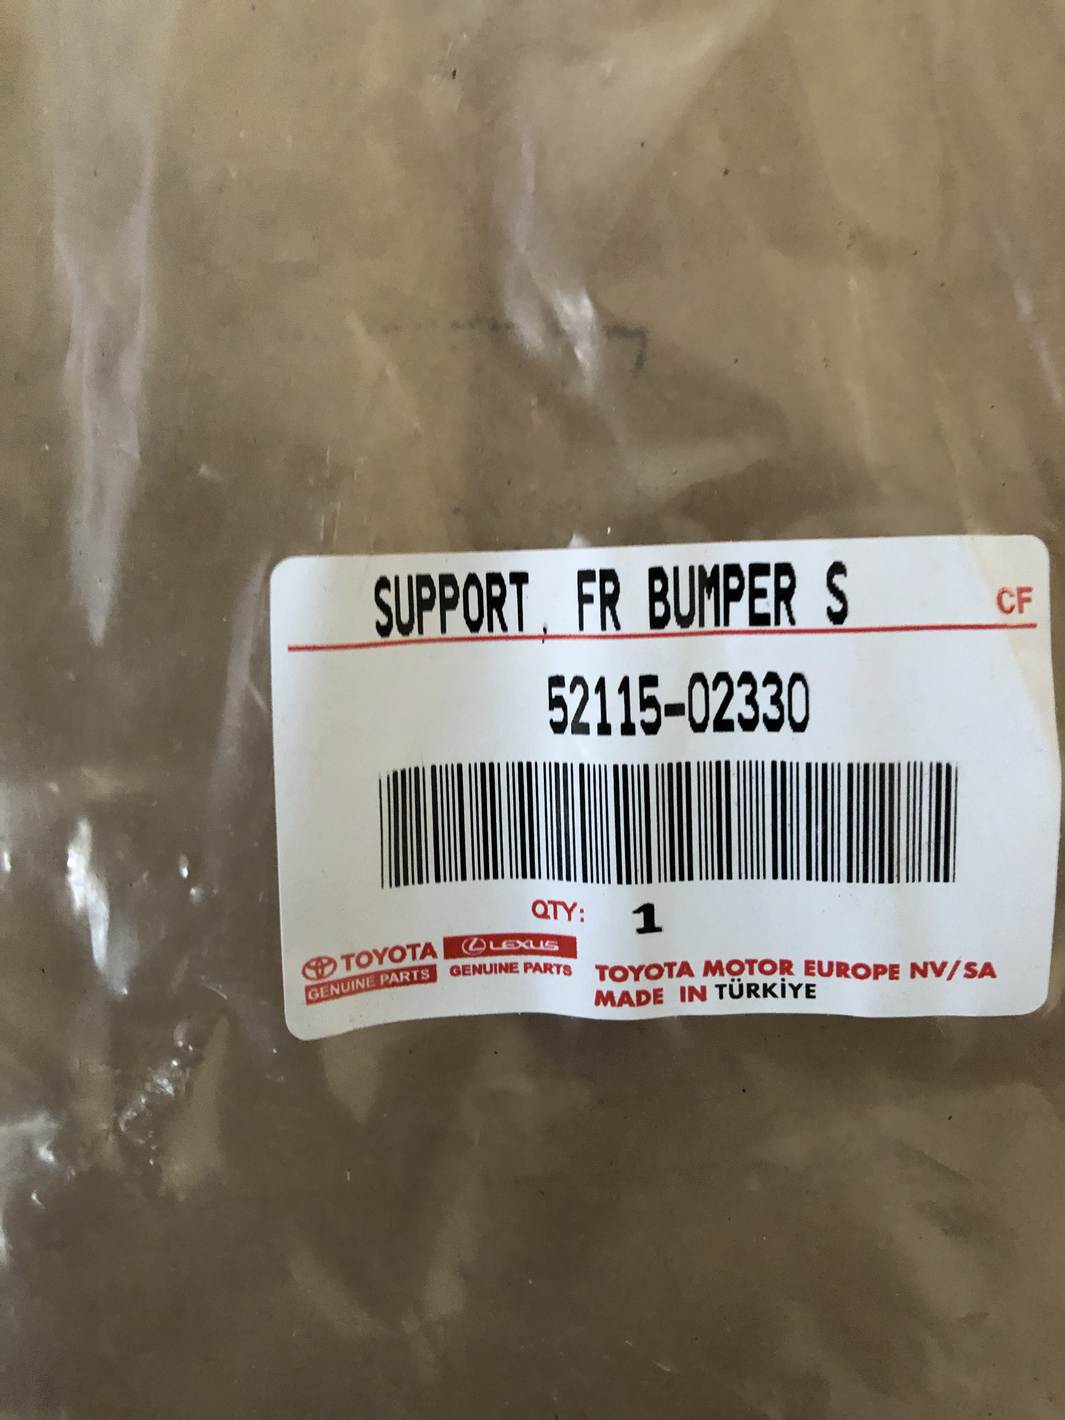 SUPPORT, FR BUMPER S CF
52115-02330
QTY: 1
TOYOTA LEXUS
GENUINE PARTS GENUINE PARTS
TOYOTA MOTOR EUROPE NV/SA
MADE IN TÜRKİYE